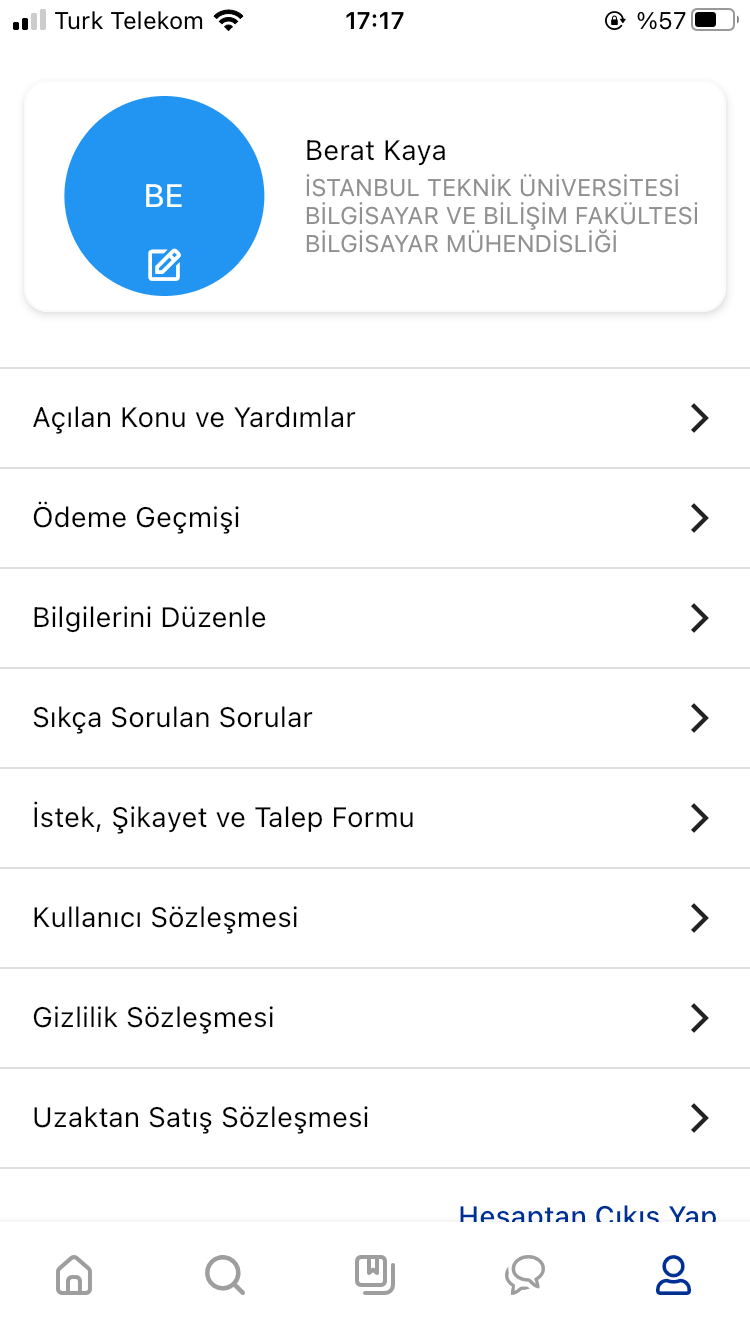 Turk Telekom 17:17 %57
Berat Kaya
İSTANBUL TEKNİK ÜNİVERSİTESİ
BİLGİSAYAR VE BİLİŞİM FAKÜLTESİ
BİLGİSAYAR MÜHENDİSLİĞİ
BE
Açılan Konu ve Yardımlar
Ödeme Geçmişi
Bilgilerini Düzenle
Sıkça Sorulan Sorular
İstek, Şikayet ve Talep Formu
Kullanıcı Sözleşmesi
Gizlilik Sözleşmesi
Uzaktan Satış Sözleşmesi
Hesaptan Çıkış Yap